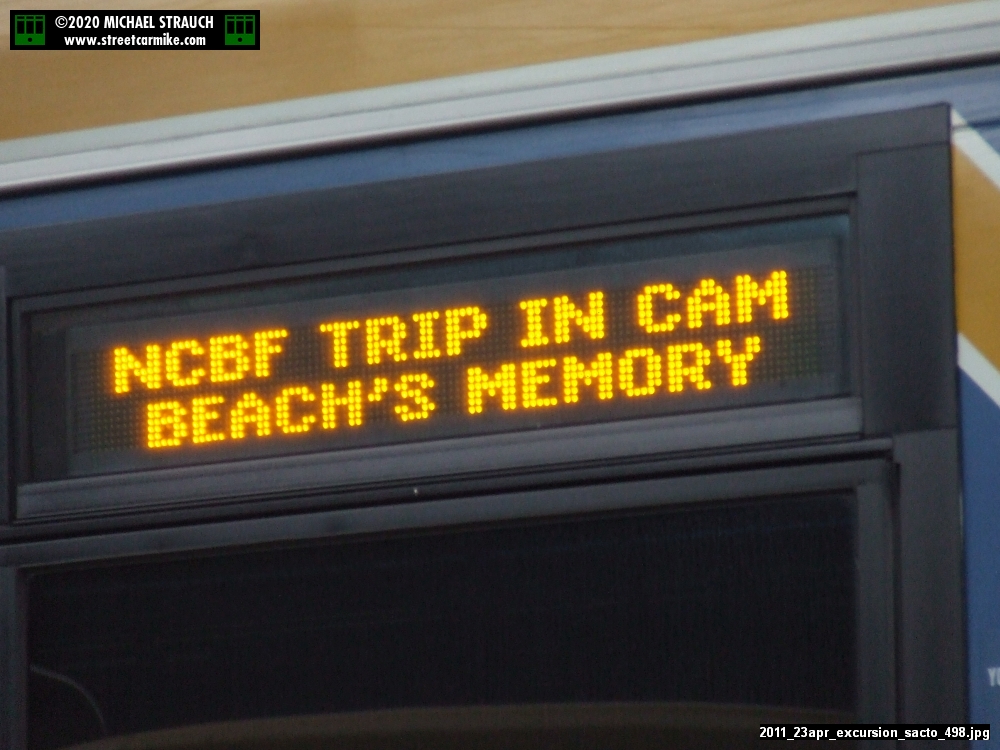 ©2020 MICHAEL STRAUCH
www.streetcarmike.com
NCBF TRIP IN CAM
BEACH'S MEMORY
2011_23apr_excursion_sacto_498.jpg